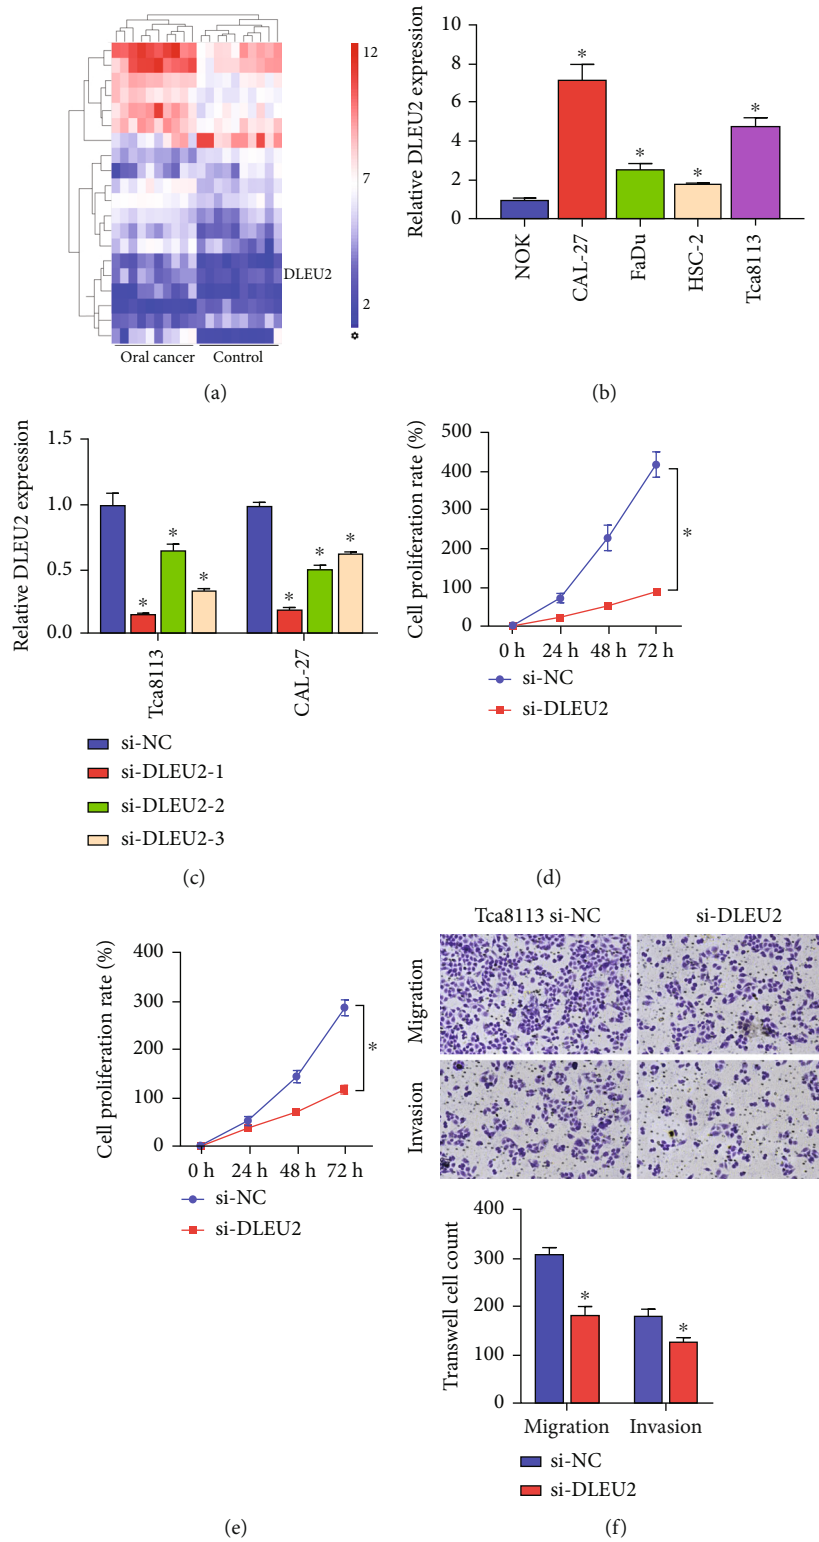 12
7
2
DLEU2
Oral cancer Control
(a)
Relative DLEU2 expression
10
8
6
4
2
0
*
*
*
*
NOK
CAL-27
FaDu
HSC-2
Tca8113
(b)
Relative DLEU2 expression
1.5
1.0
0.5
0.0
*
*
*
*
*
*
Tca8113
CAL-27
si-NC
si-DLEU2-1
si-DLEU2-2
si-DLEU2-3
(c)
Cell proliferation rate (%)
500
400
300
200
100
0
*
0 h 24 h 48 h 72 h
si-NC
si-DLEU2
(d)
Cell proliferation rate (%)
400
300
200
100
0
*
0 h 24 h 48 h 72 h
si-NC
si-DLEU2
(e)
Tca8113 si-NC si-DLEU2
Migration
Invasion
Transwell cell count
400
300
200
100
0
*
*
Migration Invasion
si-NC
si-DLEU2
(f)